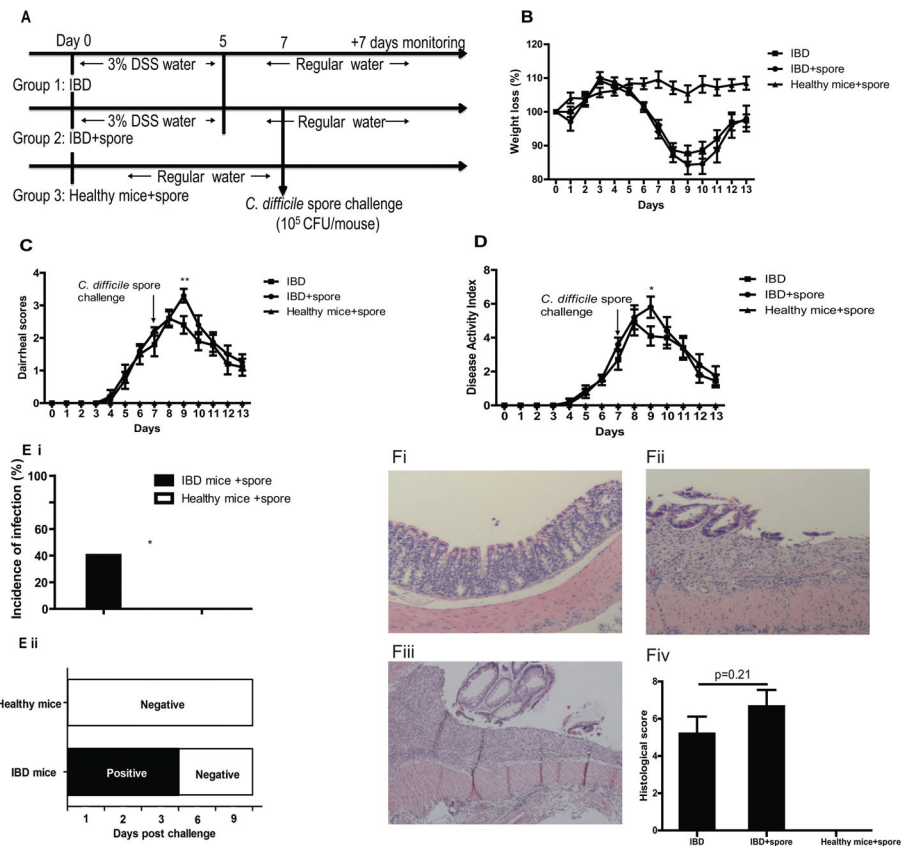 A
Day 0 5 7 +7 days monitoring
3% DSS water Regular water
Group 1: IBD
3% DSS water Regular water
Group 2: IBD+spore
Regular water
Group 3: Healthy mice+spore
C. difficile spore challenge
(10⁵ CFU/mouse)
B
Weight loss (%)
120
110
100
90
80
0 1 2 3 4 5 6 7 8 9 10 11 12 13
Days
IBD
IBD+spore
Healthy mice+spore
C
Dairrheal scores
4
3
2
1
0
C. difficile spore
challenge
**
0 1 2 3 4 5 6 7 8 9 10 11 12 13
Days
IBD
IBD+spore
Healthy mice+spore
D
Disease Activity Index
8
6
4
2
0
C. difficile spore
challenge
*
0 1 2 3 4 5 6 7 8 9 10 11 12 13
Days
IBD
IBD+spore
Healthy mice+spore
E i
Incidence of infection (%)
100
80
60
40
20
0
*
IBD mice +spore
Healthy mice +spore
E ii
Healthy mice
Negative
IBD mice
Positive Negative
1 2 3 6 9
Days post challenge
Fi
Fii
Fiii
Fiv
Histological score
8
6
4
2
0
p=0.21
IBD IBD+spore Healthy mice+spore